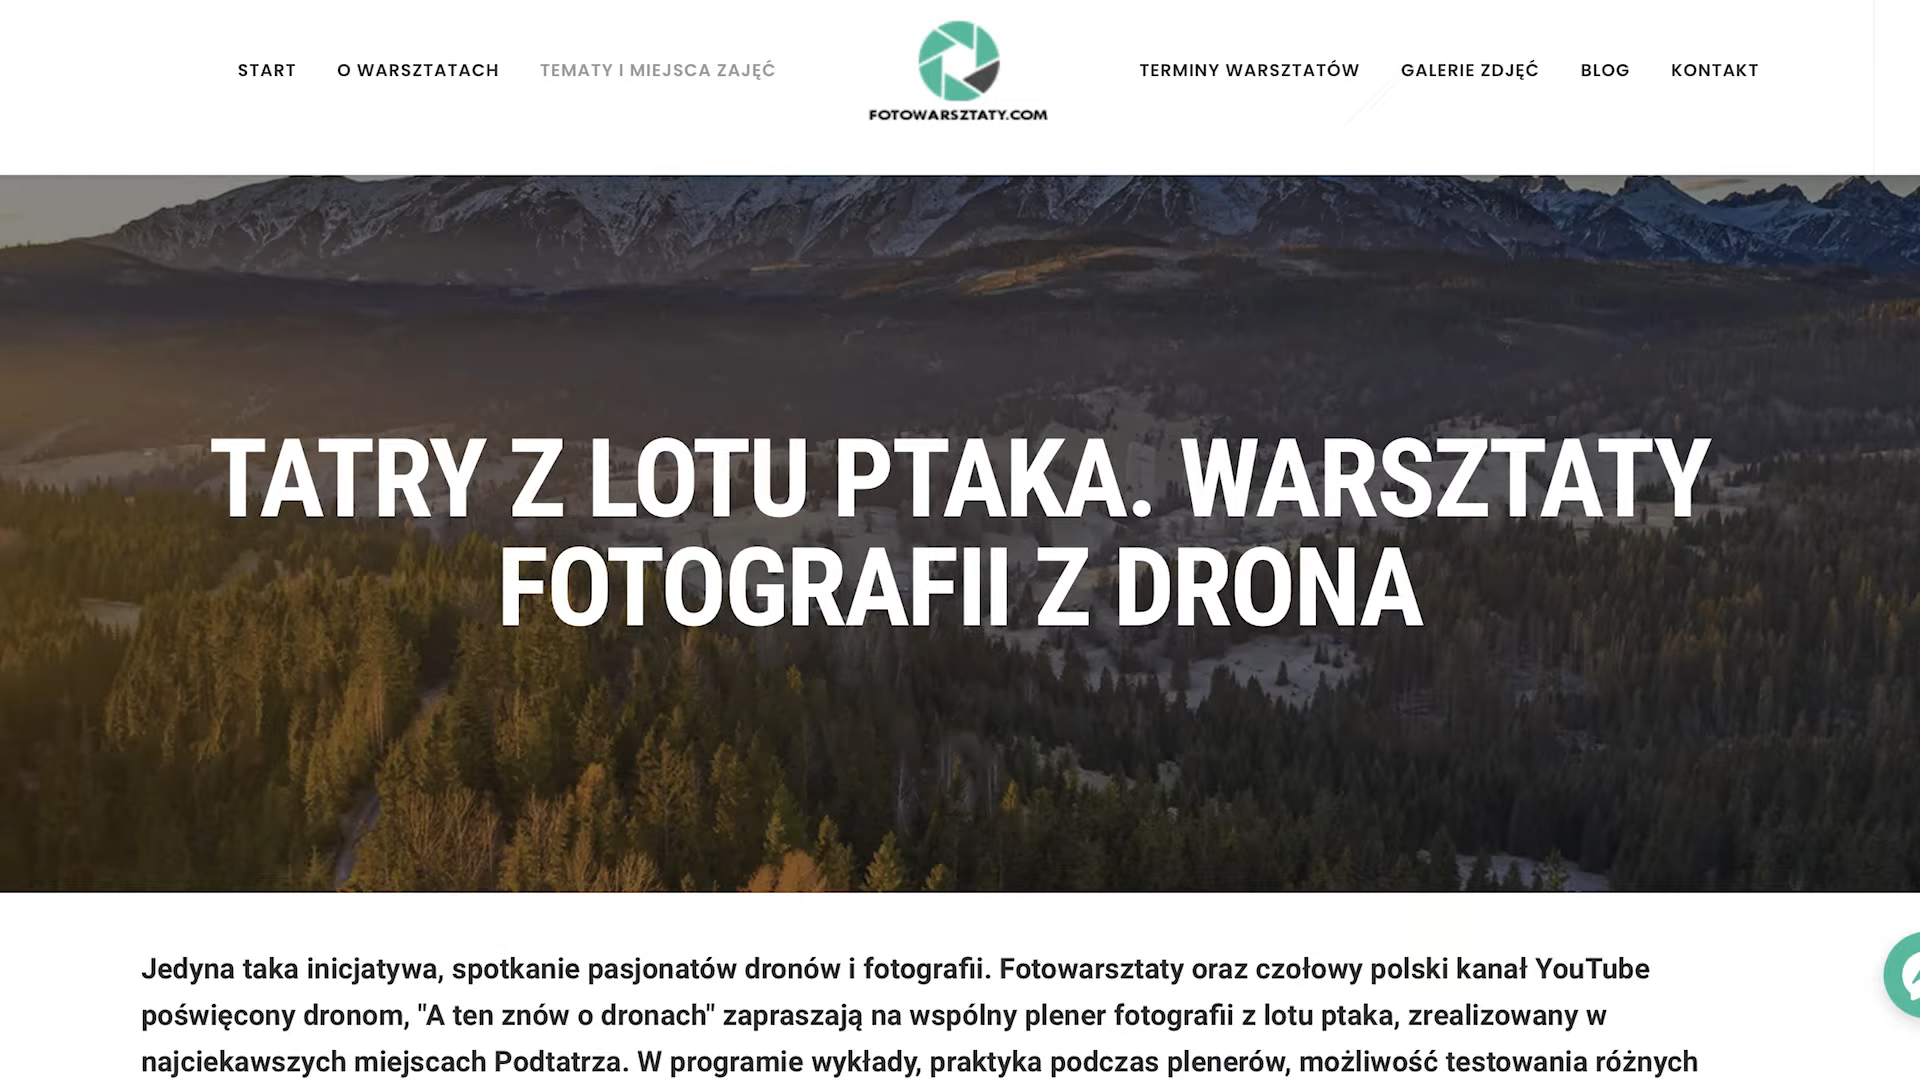 START
O WARSZTATACH
TEMATY I MIEJSCA ZAJĘĆ
FOTOWARSZTATY.COM
TERMINY WARSZTATÓW
GALERIE ZDJĘĆ
BLOG
KONTAKT
TATRY Z LOTU PTAKA. WARSZTATY
FOTOGRAFII Z DRONA
Jedyna taka inicjatywa, spotkanie pasjonatów dronów i fotografii. Fotowarsztaty oraz czołowy polski kanał YouTube
poświęcony dronom, "A ten znów o dronach" zapraszają na wspólny plener fotografii z lotu ptaka, zrealizowany w
najciekawszych miejscach Podtatrza. W programie wykłady, praktyka podczas plenerów, możliwość testowania różnych